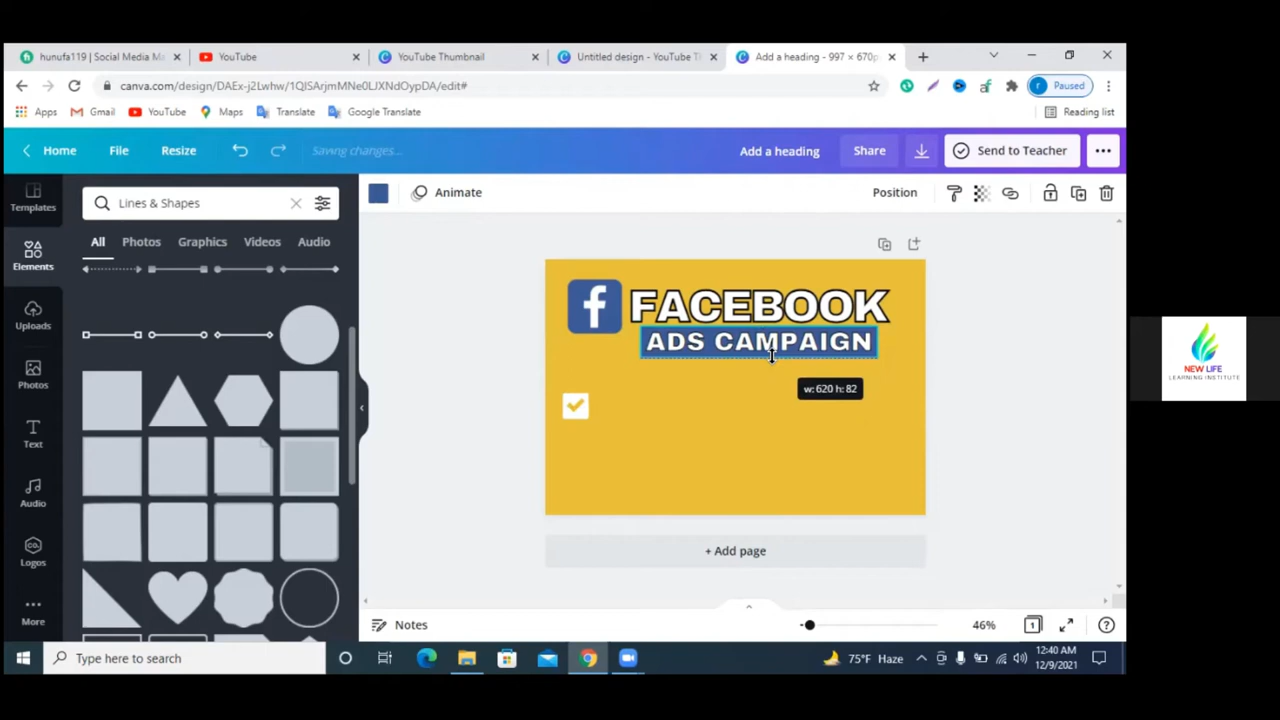 hunufa119 | Social Media Ma
YouTube
YouTube Thumbnail
Untitled design - YouTube Th
Add a heading - 997 × 670p
canva.com/design/DAEx-j2Lwhw/1QISArjmMNe0LJXNdOypDA/edit#
Paused
Apps
Gmail
YouTube
Maps
Translate
Google Translate
Reading list
Home
File
Resize
Saving changes...
Add a heading
Share
Send to Teacher
Templates
Elements
Uploads
Photos
Text
Audio
Logos
More
Lines & Shapes
All
Photos
Graphics
Videos
Audio
Animate
Position
f
FACEBOOK
ADS CAMPAIGN
w: 620 h: 82
+ Add page
Notes
46%
1
Type here to search
75°F Haze
12:40 AM
12/9/2021
NEW LIFE
LEARNING INSTITUTE